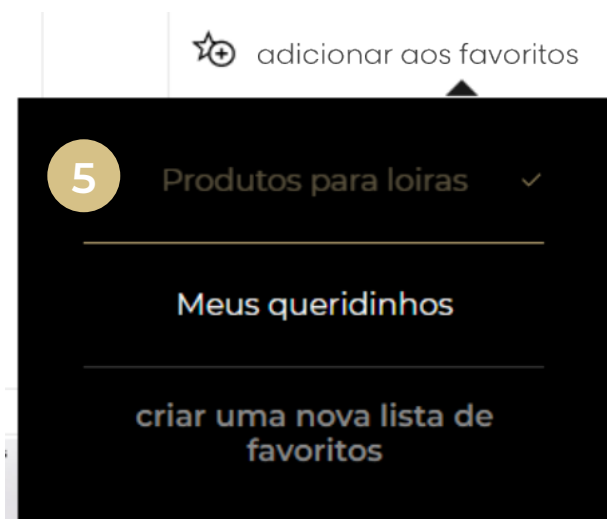 adicionar aos favoritos
5
Produtos para loiras
Meus queridinhos
criar uma nova lista de
favoritos